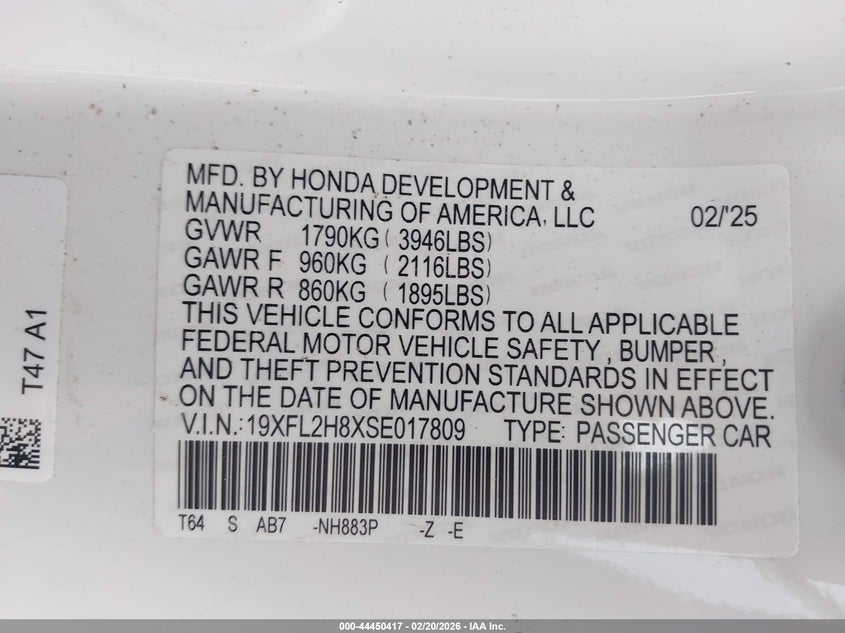 MFD. BY HONDA DEVELOPMENT &
MANUFACTURING OF AMERICA, LLC 02/'25
GVWR 1790KG ( 3946LBS)
GAWR F 960KG ( 2116LBS)
GAWR R 860KG ( 1895LBS)
THIS VEHICLE CONFORMS TO ALL APPLICABLE
FEDERAL MOTOR VEHICLE SAFETY , BUMPER ,
AND THEFT PREVENTION STANDARDS IN EFFECT
ON THE DATE OF MANUFACTURE SHOWN ABOVE.
V.I.N.: 19XFL2H8XSE017809 TYPE: PASSENGER CAR
T64 S AB7 -NH883P -Z -E
T47 A1
000-44450417 - 02/20/2026 - IAA Inc.